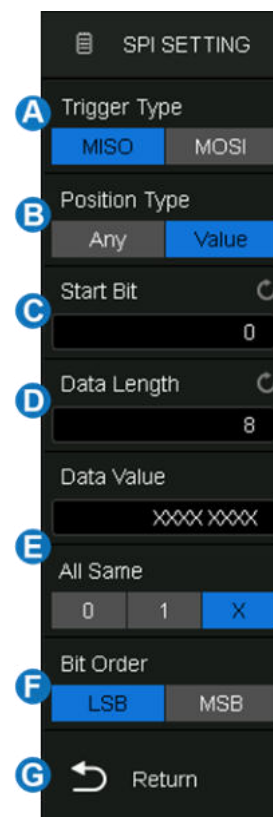 SPI SETTING
A Trigger Type
MISO MOSI
B Position Type
Any Value
C Start Bit
0
D Data Length
8
Data Value
XXXX XXXX
E
All Same
0 1 X
Bit Order
F LSB MSB
G Return